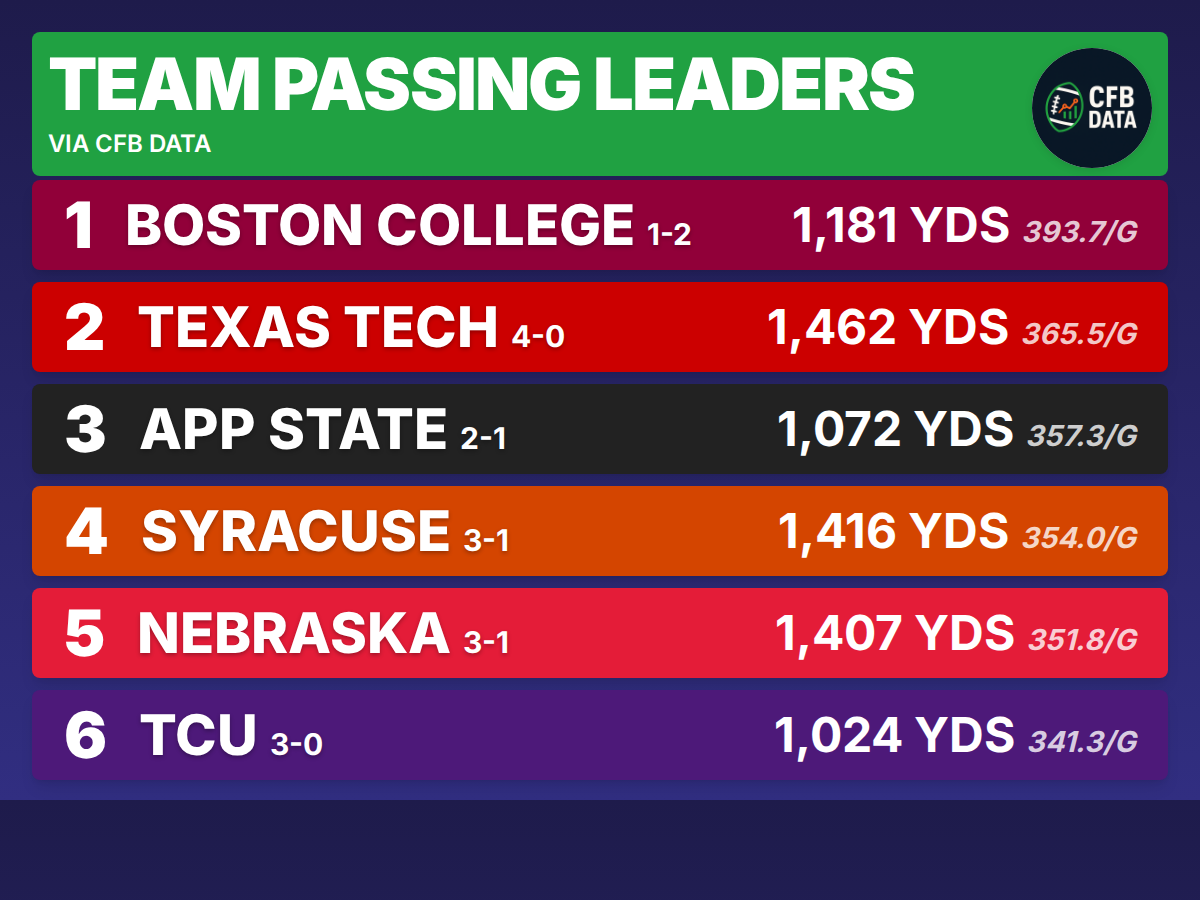 TEAM PASSING LEADERS
VIA CFB DATA
CFB
DATA
1 BOSTON COLLEGE 1-2 1,181 YDS 393.7/G
2 TEXAS TECH 4-0 1,462 YDS 365.5/G
3 APP STATE 2-1 1,072 YDS 357.3/G
4 SYRACUSE 3-1 1,416 YDS 354.0/G
5 NEBRASKA 3-1 1,407 YDS 351.8/G
6 TCU 3-0 1,024 YDS 341.3/G